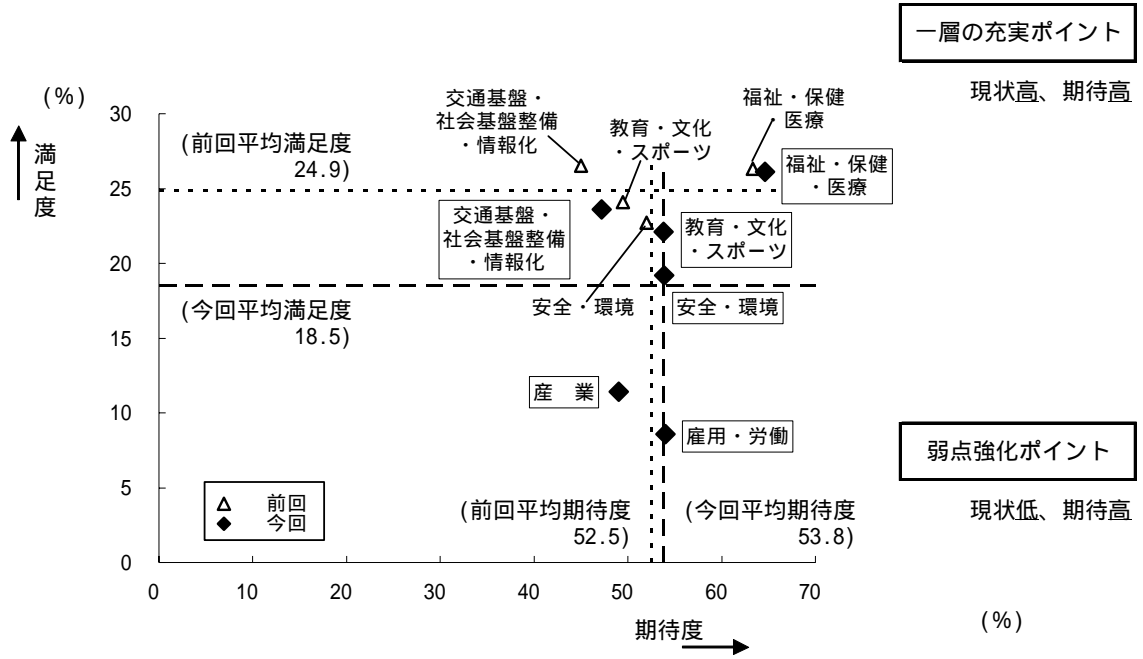 一層の充実ポイント
現状高、期待高
(%)
満足度
30
25
20
15
10
5
0
(前回平均満足度
24.9)
交通基盤・
社会基盤整備
・情報化
教育・文化
・スポーツ
福祉・保健
・医療
福祉・保健
・医療
交通基盤・
社会基盤整備
・情報化
教育・文化
・スポーツ
安全・環境
安全・環境
(今回平均満足度
18.5)
産 業
雇用・労働
弱点強化ポイント
現状低、期待高
前回
今回
(前回平均期待度
52.5)
(今回平均期待度
53.8)
0 10 20 30 40 50 60 70
期待度
(%)